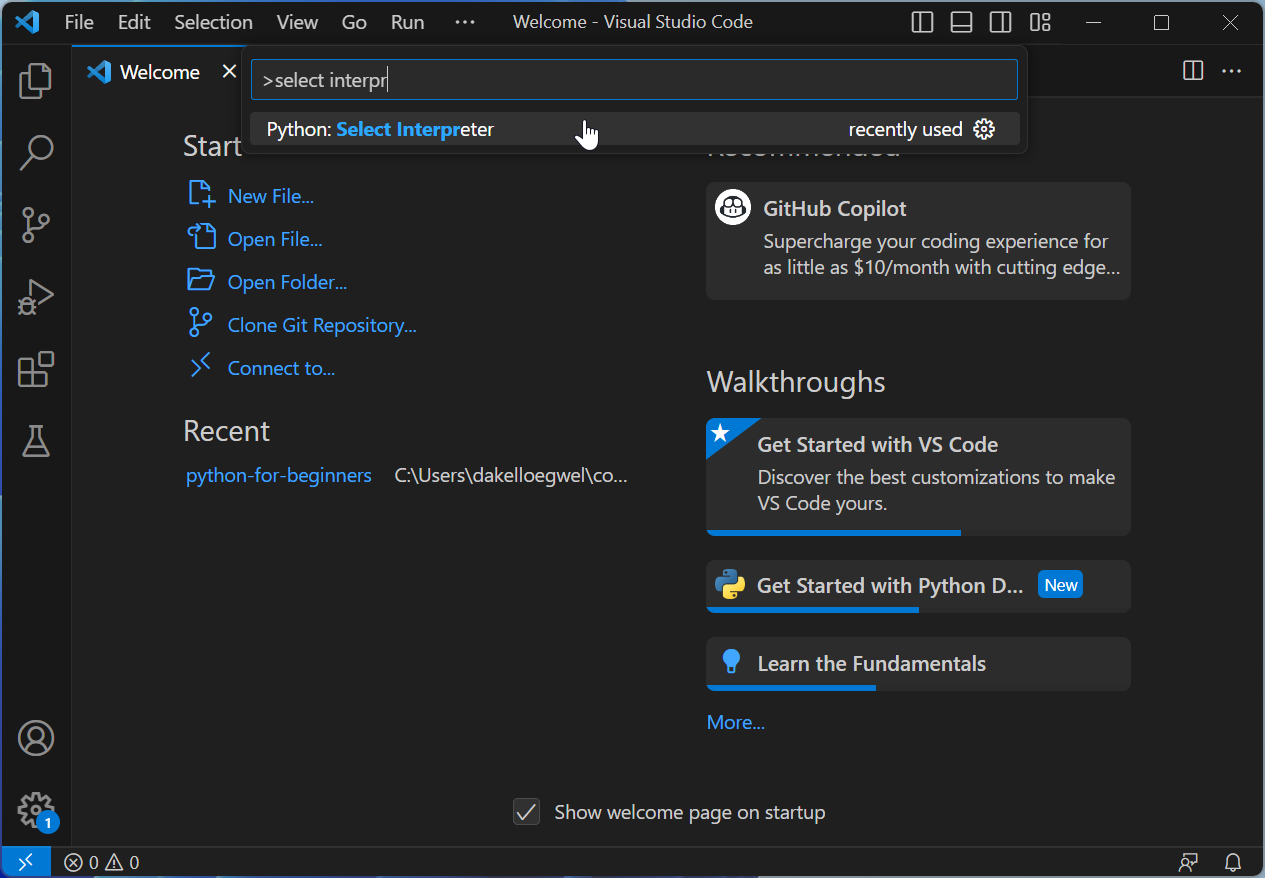 File Edit Selection View Go Run ··· Welcome - Visual Studio Code
Welcome
>select interpr
Python: Select Interpreter recently used
Start
New File...
Open File...
Open Folder...
Clone Git Repository...
Connect to...
Recent
python-for-beginners C:\Users\dakelloegwel\co...
Recommended
GitHub Copilot
Supercharge your coding experience for
as little as $10/month with cutting edge...
Walkthroughs
Get Started with VS Code
Discover the best customizations to make
VS Code yours.
Get Started with Python D... New
Learn the Fundamentals
More...
Show welcome page on startup
1
0 0